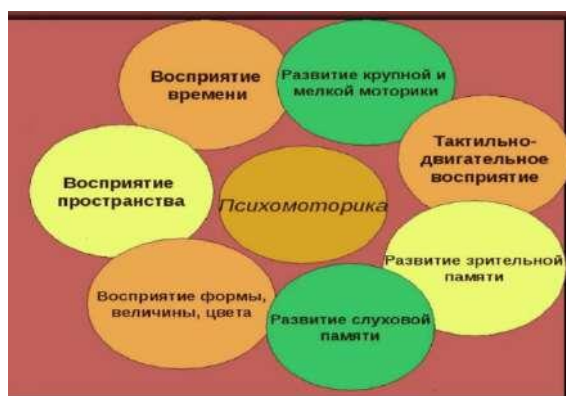 Восприятие
времени
Развитие крупной и
мелкой моторики
Тактильно-
двигательное
восприятие
Восприятие
пространства
Психомоторика
Развитие зрительной
памяти
Восприятие формы,
величины, цвета
Развитие слуховой
памяти